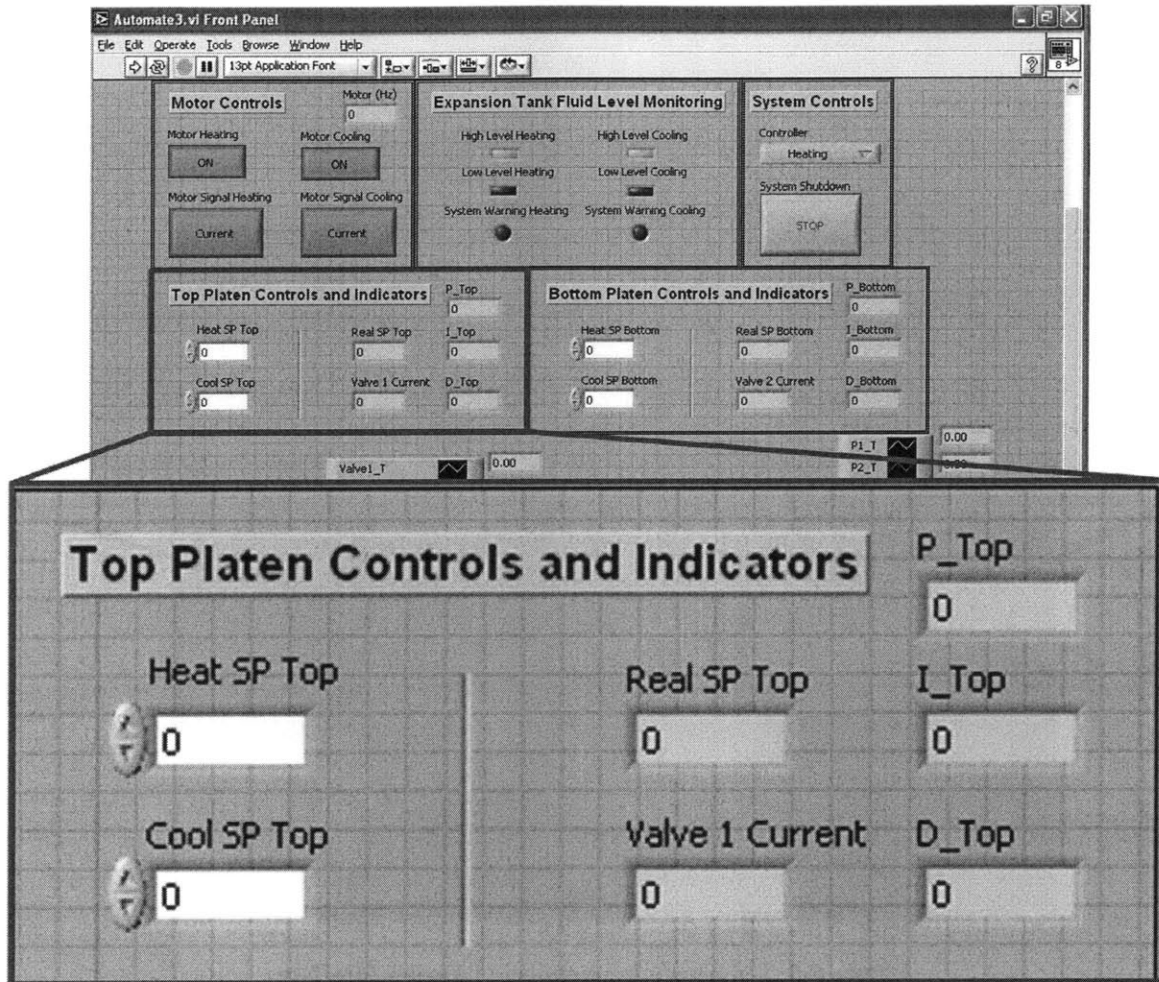 Automate3.vi Front Panel
File Edit Operate Tools Browse Window Help
13pt Application Font
8
Motor Controls
Motor (Hz)
0
Motor Heating
Motor Cooling
ON
ON
Motor Signal Heating
Motor Signal Cooling
Current
Current
Expansion Tank Fluid Level Monitoring
High Level Heating
High Level Cooling
Low Level Heating
Low Level Cooling
System Warning Heating
System Warning Cooling
System Controls
Controller
Heating
System Shutdown
STOP
Top Platen Controls and Indicators
P_Top
0
Heat SP Top
Real SP Top
I_Top
0
0
0
Cool SP Top
Valve 1 Current
D_Top
0
0
0
Bottom Platen Controls and Indicators
P_Bottom
0
Heat SP Bottom
Real SP Bottom
I_Bottom
0
0
0
Cool SP Bottom
Valve 2 Current
D_Bottom
0
0
0
Valve1_T
0.00
P1_T
0.00
P2_T
Top Platen Controls and Indicators
P_Top
0
Heat SP Top
Real SP Top
I_Top
0
0
0
Cool SP Top
Valve 1 Current
D_Top
0
0
0